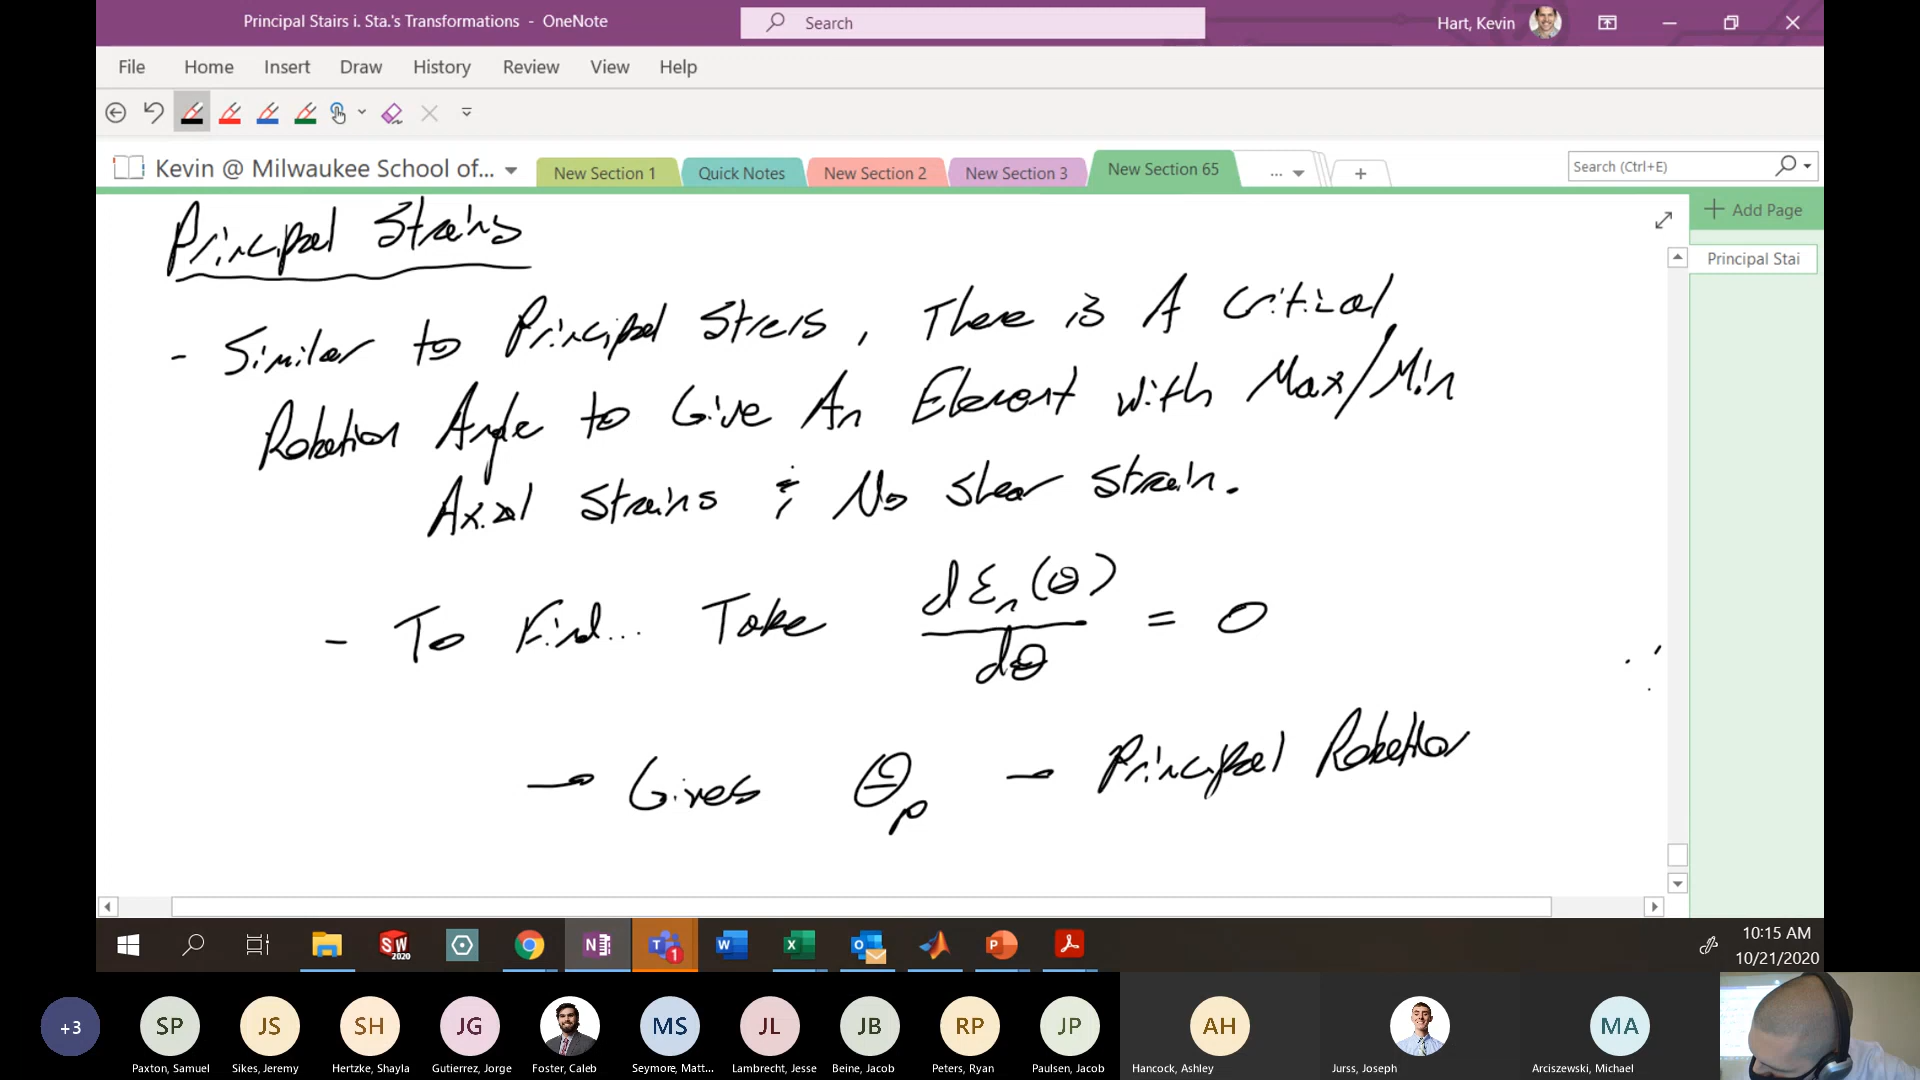 Principal Stairs i. Sta.'s Transformations - OneNote
Search
Hart, Kevin
File Home Insert Draw History Review View Help
Kevin @ Milwaukee School of...
New Section 1
Quick Notes
New Section 2
New Section 3
New Section 65
...
Search (Ctrl+E)
Add Page
Principal Stai
Principal Strains
- Similar to Principal Stress, There is A Critical
Rotation Angle to Give An Element with Max/Min
Axial Strains & No Shear Strain.
- To Find... Take dεn(θ)/dθ = 0
→ Gives θp - Principal Rotation
SW
2020
N
T
1
W
X
O
P
10:15 AM
10/21/2020
+3
SP
JS
SH
JG
MS
JL
JB
RP
JP
AH
MA
Paxton, Samuel
Sikes, Jeremy
Hertzke, Shayla
Gutierrez, Jorge
Foster, Caleb
Seymore, Matt...
Lambrecht, Jesse
Beine, Jacob
Peters, Ryan
Paulsen, Jacob
Hancock, Ashley
Jurss, Joseph
Arciszewski, Michael